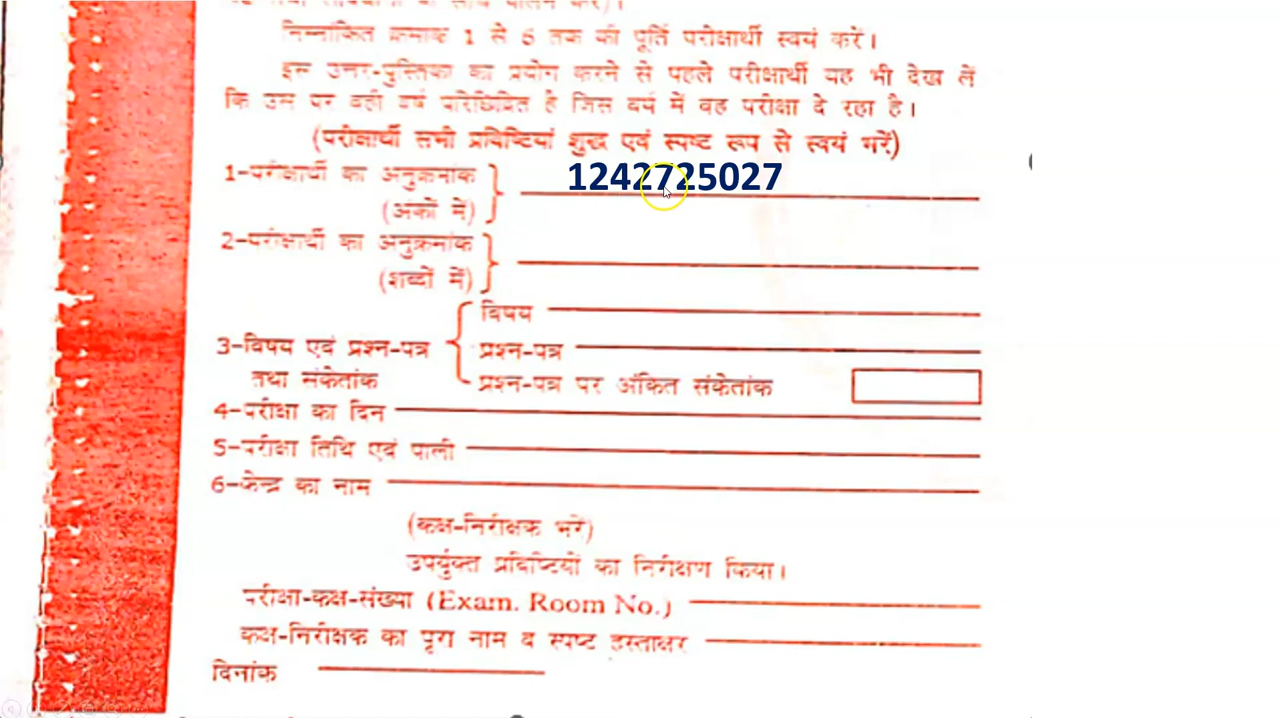 निम्नांकित क्रमांक 1 से 6 तक की पूर्ति परीक्षार्थी स्वयं करें।
इस उत्तर-पुस्तिका का प्रयोग करने से पहले परीक्षार्थी यह भी देख लें
कि उस पर वही वर्ष परिछिद्रित है जिस वर्ष में वह परीक्षा दे रहा है।
(परीक्षार्थी सभी प्रविष्टियां शुद्ध एवं स्पष्ट रूप से स्वयं भरें)
1-परीक्षार्थी का अनुक्रमांक 1242725027
(अंकों में)
2-परीक्षार्थी का अनुक्रमांक
(शब्दों में)
विषय
3-विषय एवं प्रश्न-पत्र प्रश्न-पत्र
तथा संकेतांक प्रश्न-पत्र पर अंकित संकेतांक
4-परीक्षा का दिन
5-परीक्षा तिथि एवं पाली
6-केन्द्र का नाम
(कक्ष-निरीक्षक भरें)
उपर्युक्त प्रविष्टियों का निरीक्षण किया।
परीक्षा-कक्ष-संख्या (Exam. Room No.)
कक्ष-निरीक्षक का पूरा नाम व स्पष्ट हस्ताक्षर
दिनांक